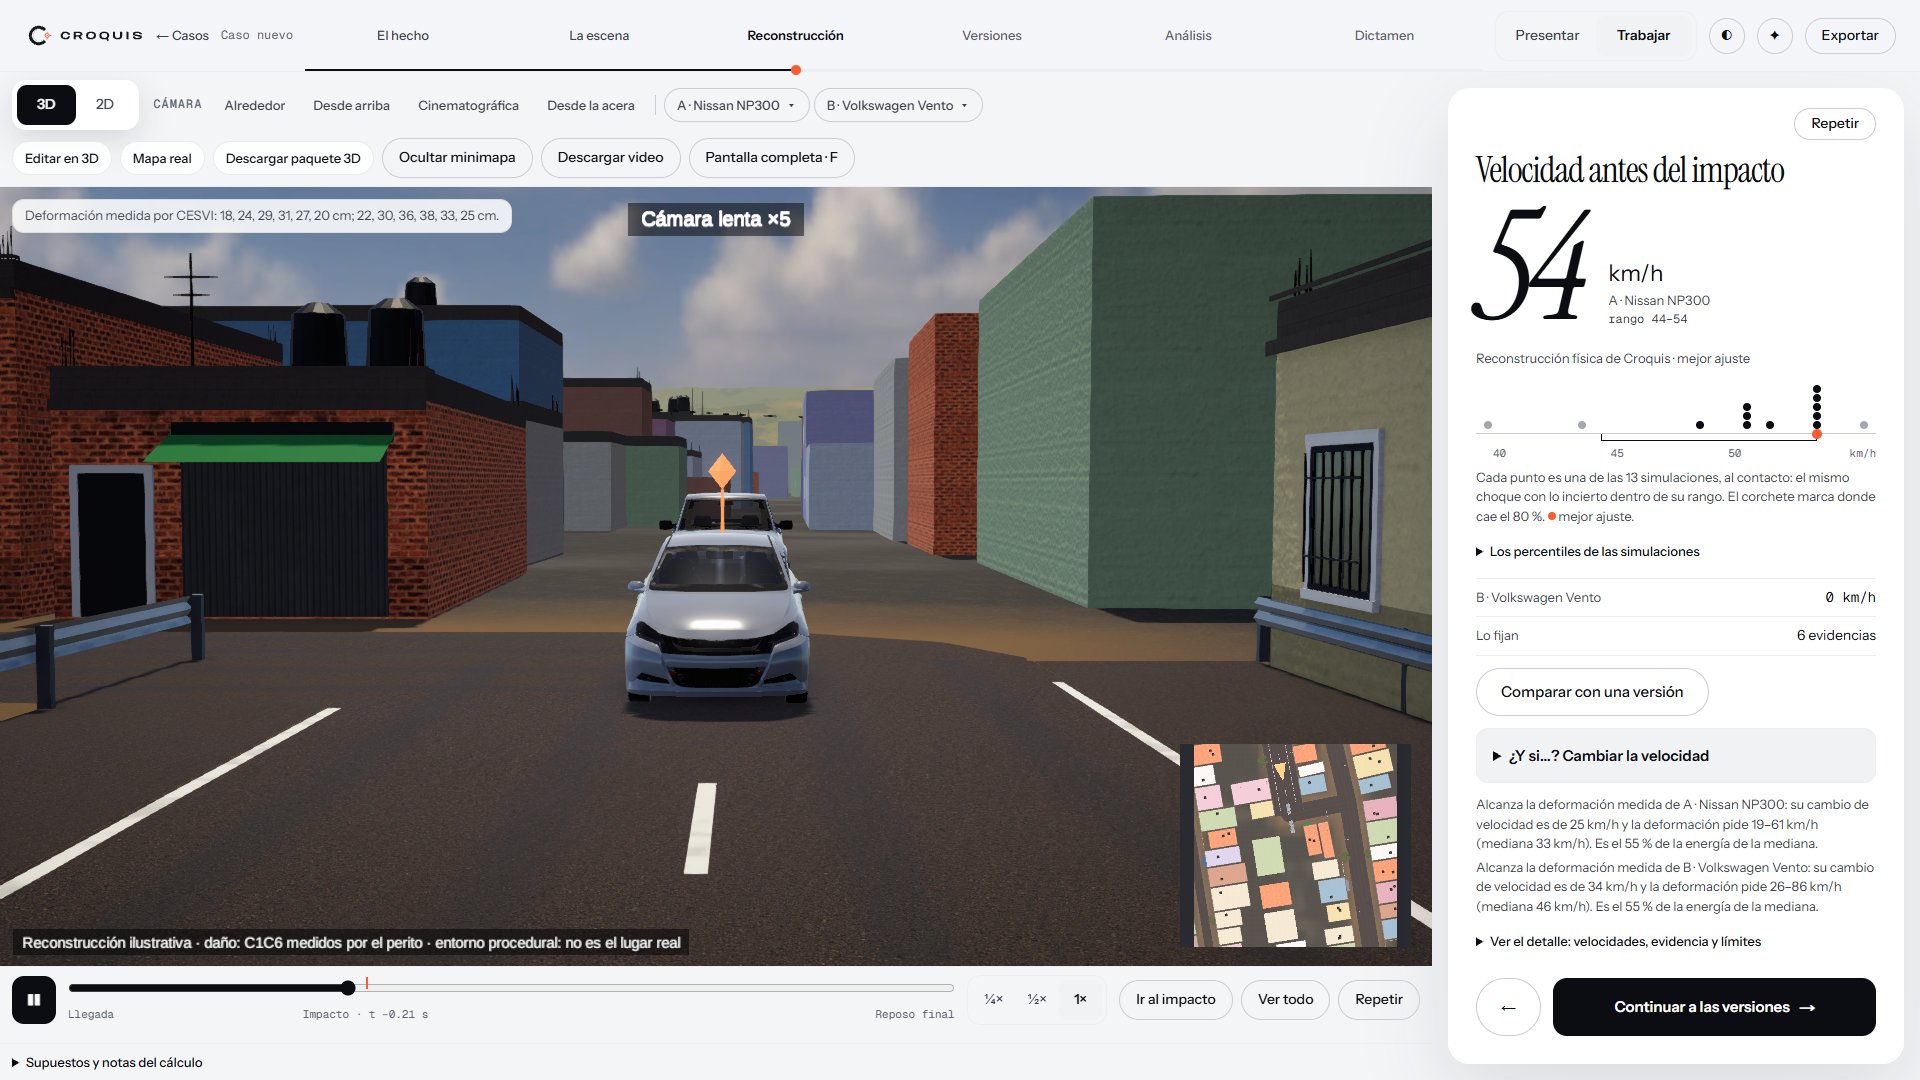 CROQUIS
← Casos
Caso nuevo
El hecho
La escena
Reconstrucción
Versiones
Análisis
Dictamen
Presentar
Trabajar
Exportar
3D
2D
CÁMARA
Alrededor
Desde arriba
Cinematográfica
Desde la acera
A · Nissan NP300
B · Volkswagen Vento
Editar en 3D
Mapa real
Descargar paquete 3D
Ocultar minimapa
Descargar video
Pantalla completa · F
Deformación medida por CESVI: 18, 24, 29, 31, 27, 20 cm; 22, 30, 36, 38, 33, 25 cm.
Cámara lenta ×5
Reconstrucción ilustrativa · daño: C1C6 medidos por el perito · entorno procedural: no es el lugar real
Llegada
Impacto · t −0.21 s
Reposo final
¼×
½×
1×
Ir al impacto
Ver todo
Repetir
Supuestos y notas del cálculo
Repetir
Velocidad antes del impacto
54
km/h
A · Nissan NP300
rango 44–54
Reconstrucción física de Croquis · mejor ajuste
40
45
50
km/h
Cada punto es una de las 13 simulaciones, al contacto: el mismo
choque con lo incierto dentro de su rango. El corchete marca donde
cae el 80 %. mejor ajuste.
Los percentiles de las simulaciones
B · Volkswagen Vento
0 km/h
Lo fijan
6 evidencias
Comparar con una versión
¿Y si…? Cambiar la velocidad
Alcanza la deformación medida de A · Nissan NP300: su cambio de
velocidad es de 25 km/h y la deformación pide 19–61 km/h
(mediana 33 km/h). Es el 55 % de la energía de la mediana.
Alcanza la deformación medida de B · Volkswagen Vento: su cambio
de velocidad es de 34 km/h y la deformación pide 26–86 km/h
(mediana 46 km/h). Es el 55 % de la energía de la mediana.
Ver el detalle: velocidades, evidencia y límites
←
Continuar a las versiones →